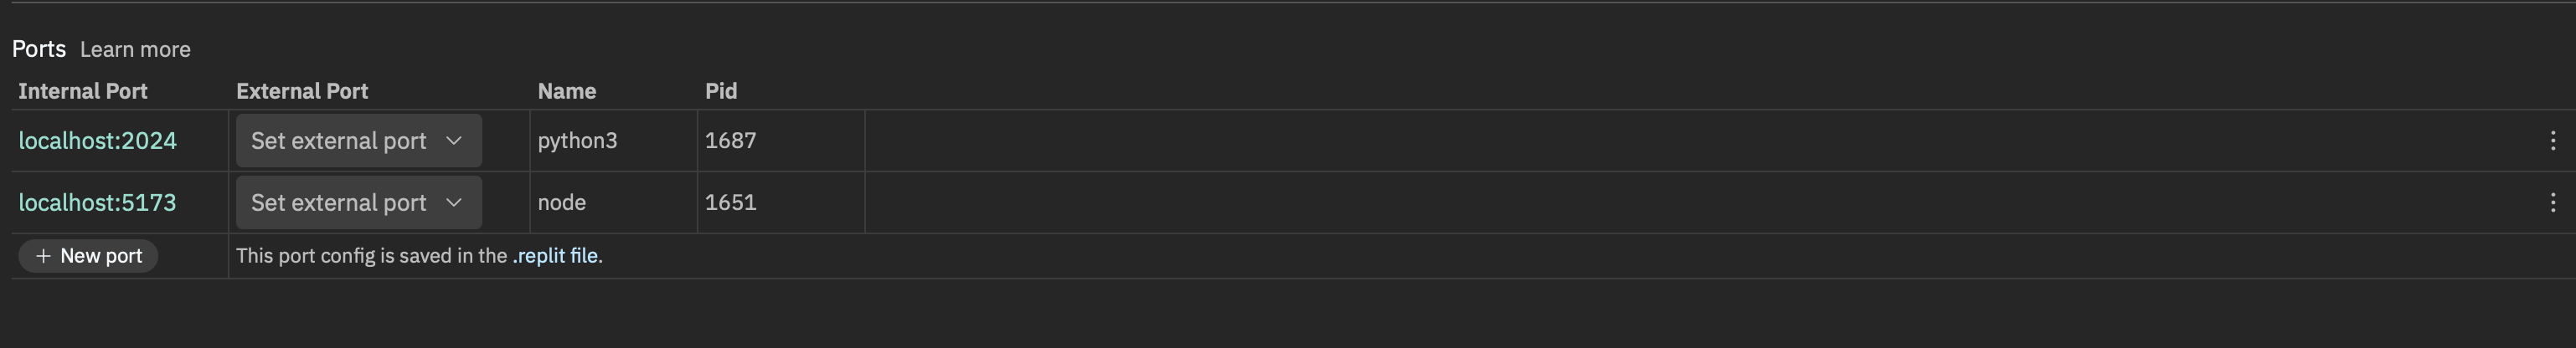 Ports Learn more
Internal Port External Port Name Pid
localhost:2024 Set external port python3 1687
localhost:5173 Set external port node 1651
+ New port This port config is saved in the .replit file.